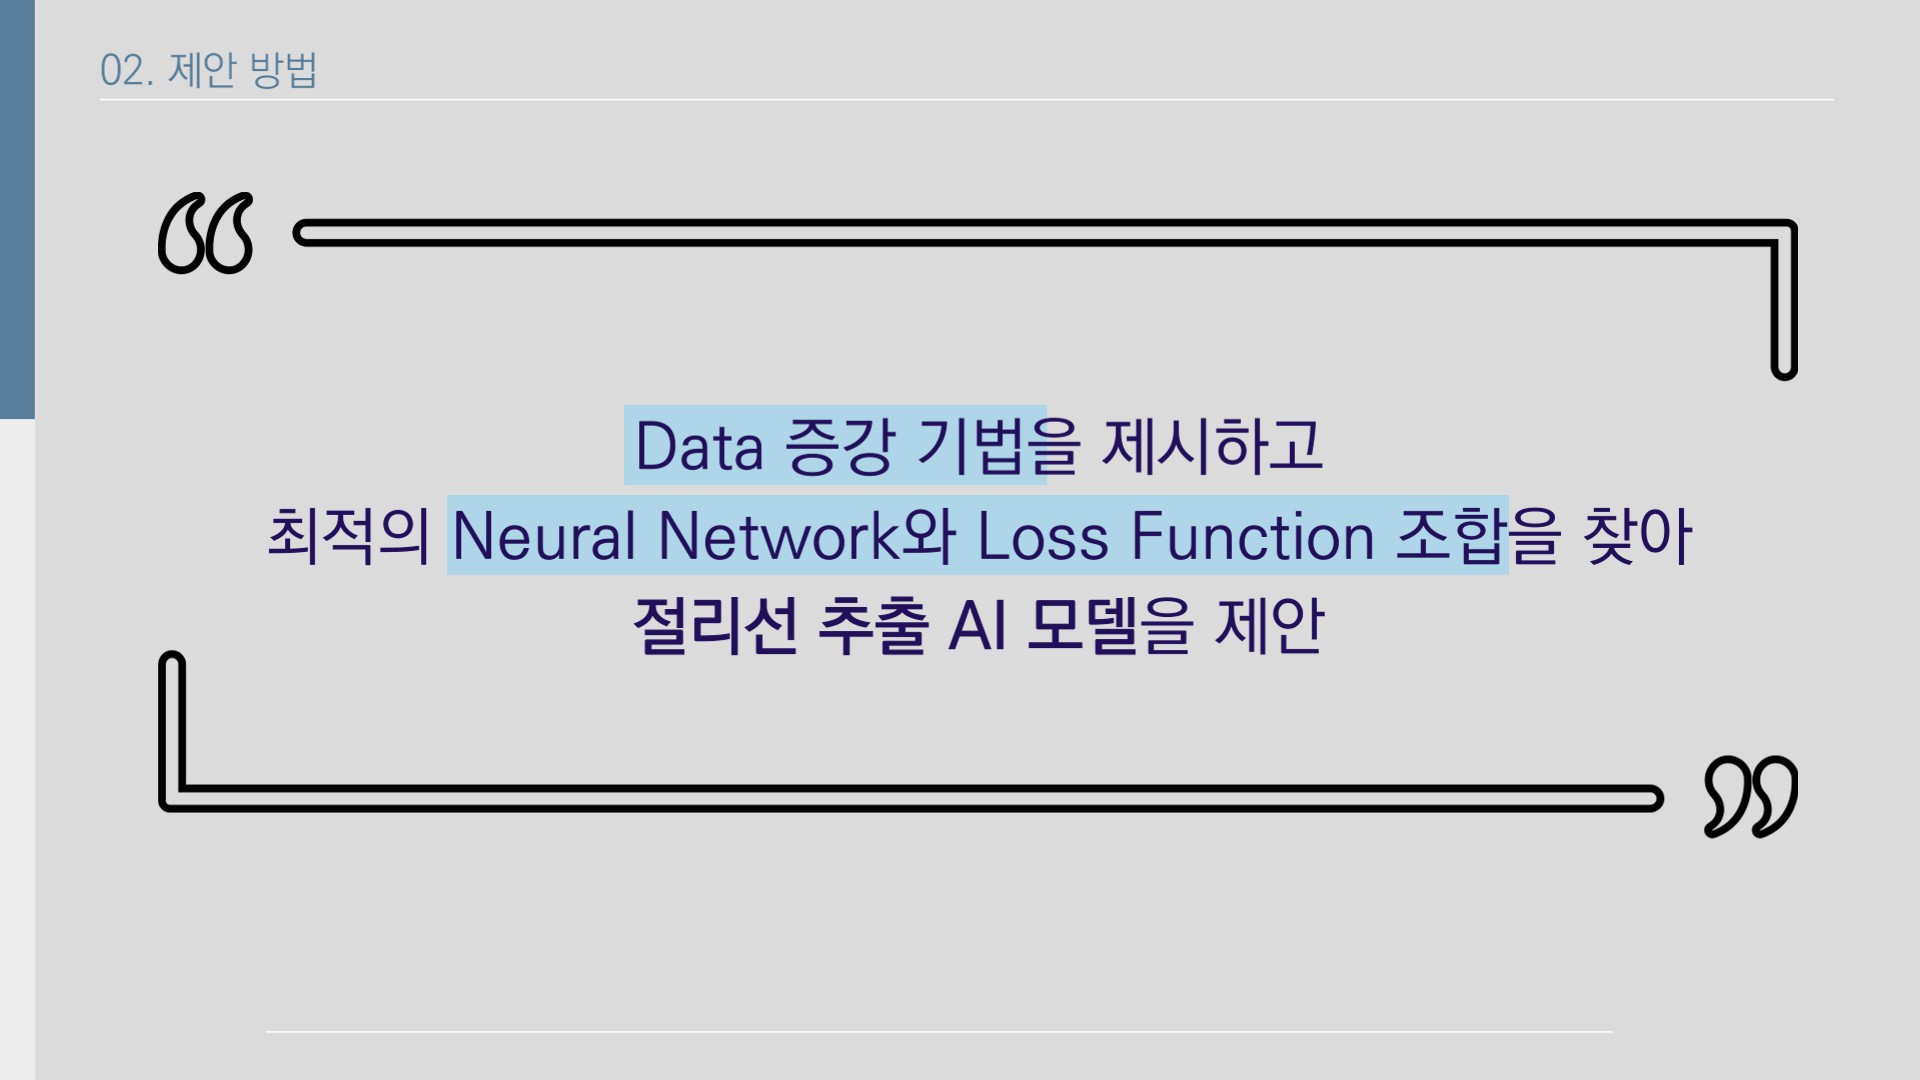 02. 제안 방법
Data 증강 기법을 제시하고
최적의 Neural Network와 Loss Function 조합을 찾아
절리선 추출 AI 모델을 제안